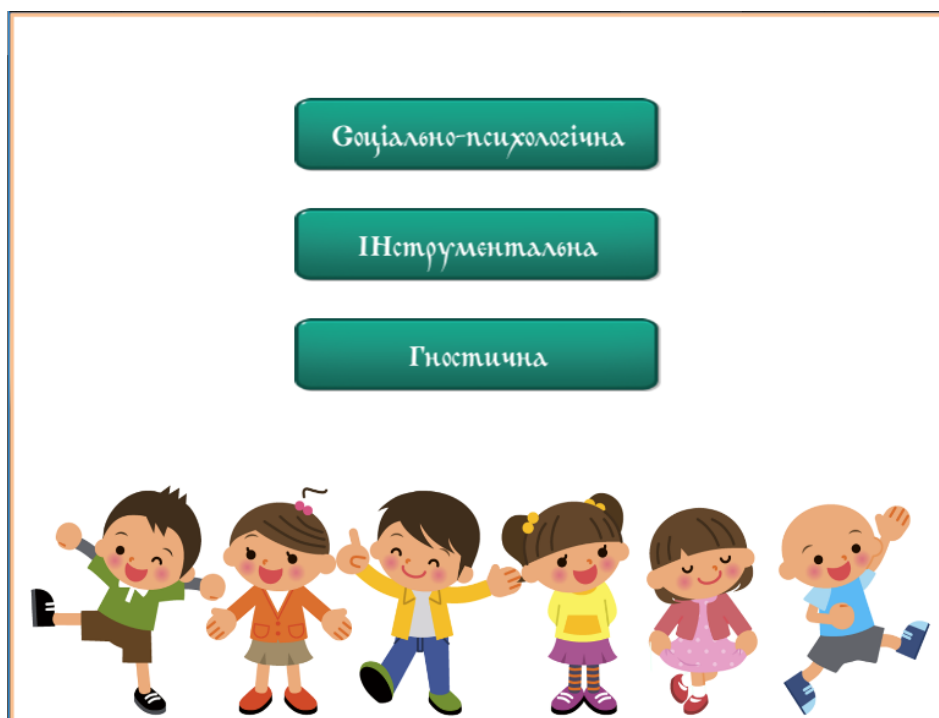 Соціально-психологічна
ІНструментальна
Гностична